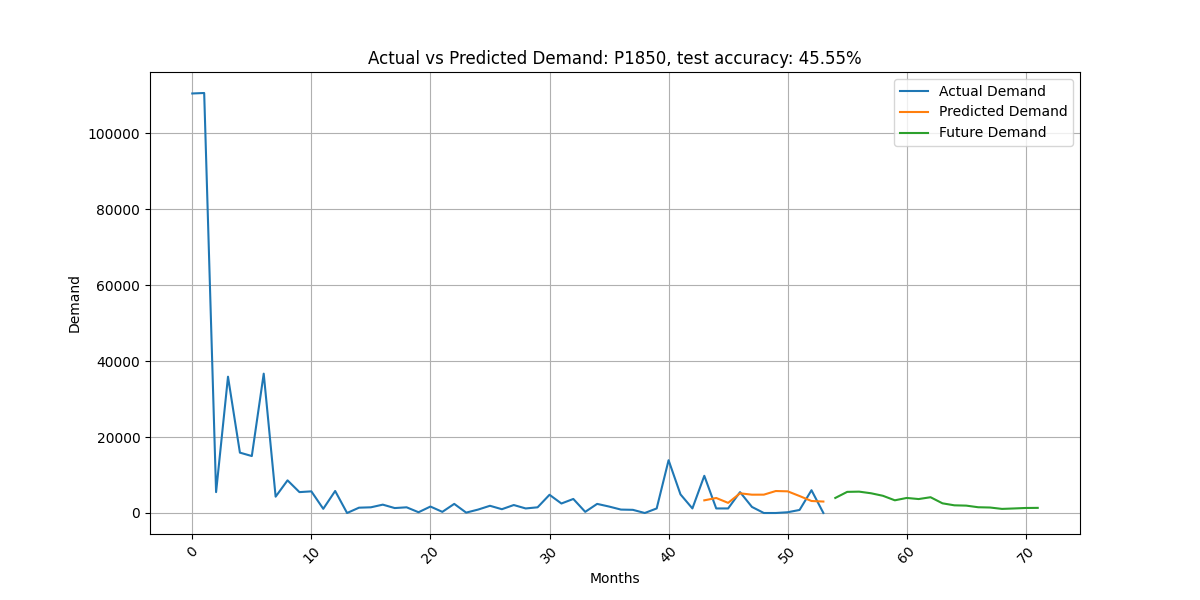 Actual vs Predicted Demand: P1850, test accuracy: 45.55%
Actual Demand
Predicted Demand
Future Demand
Demand
100000
80000
60000
40000
20000
0
0
10
20
30
40
50
60
70
Months